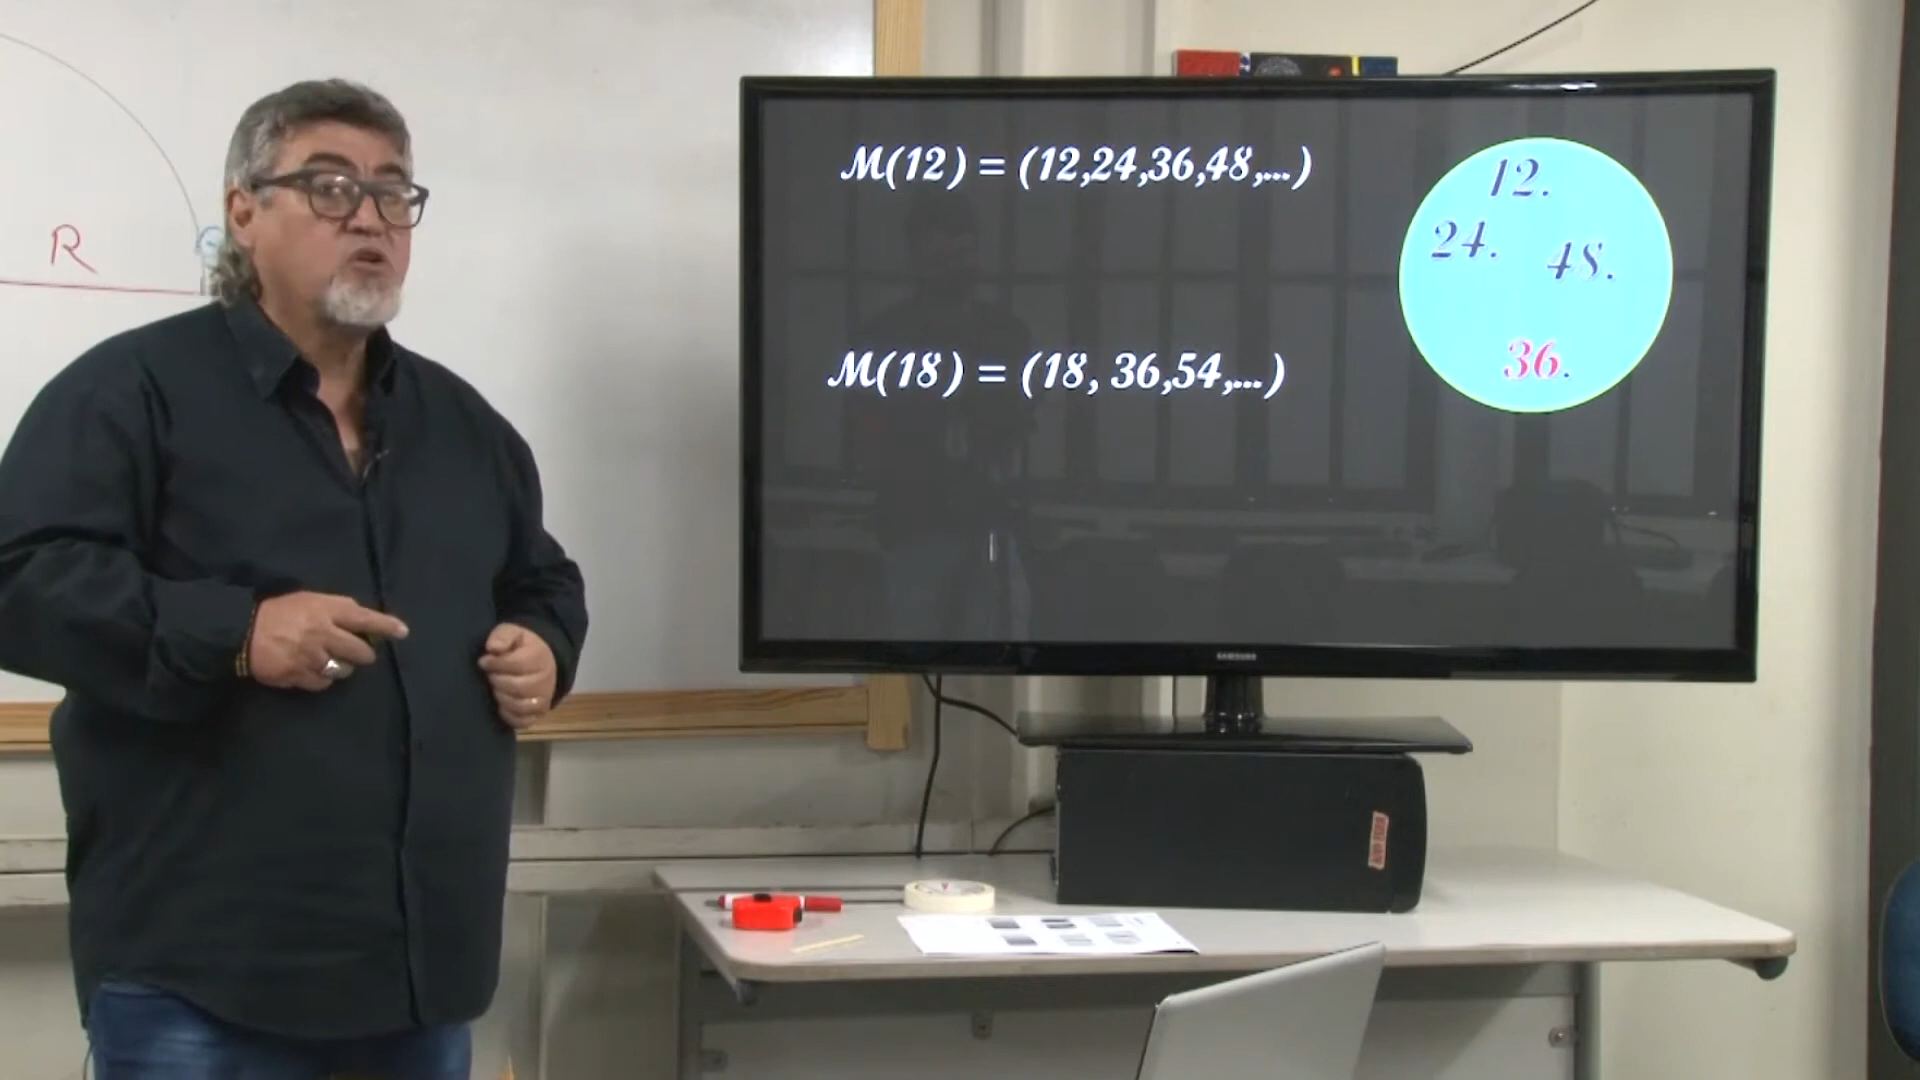 M(12) = (12,24,36,48,...)
12.
24.
48.
M(18) = (18, 36,54,...)
36.
R
SAMSUNG